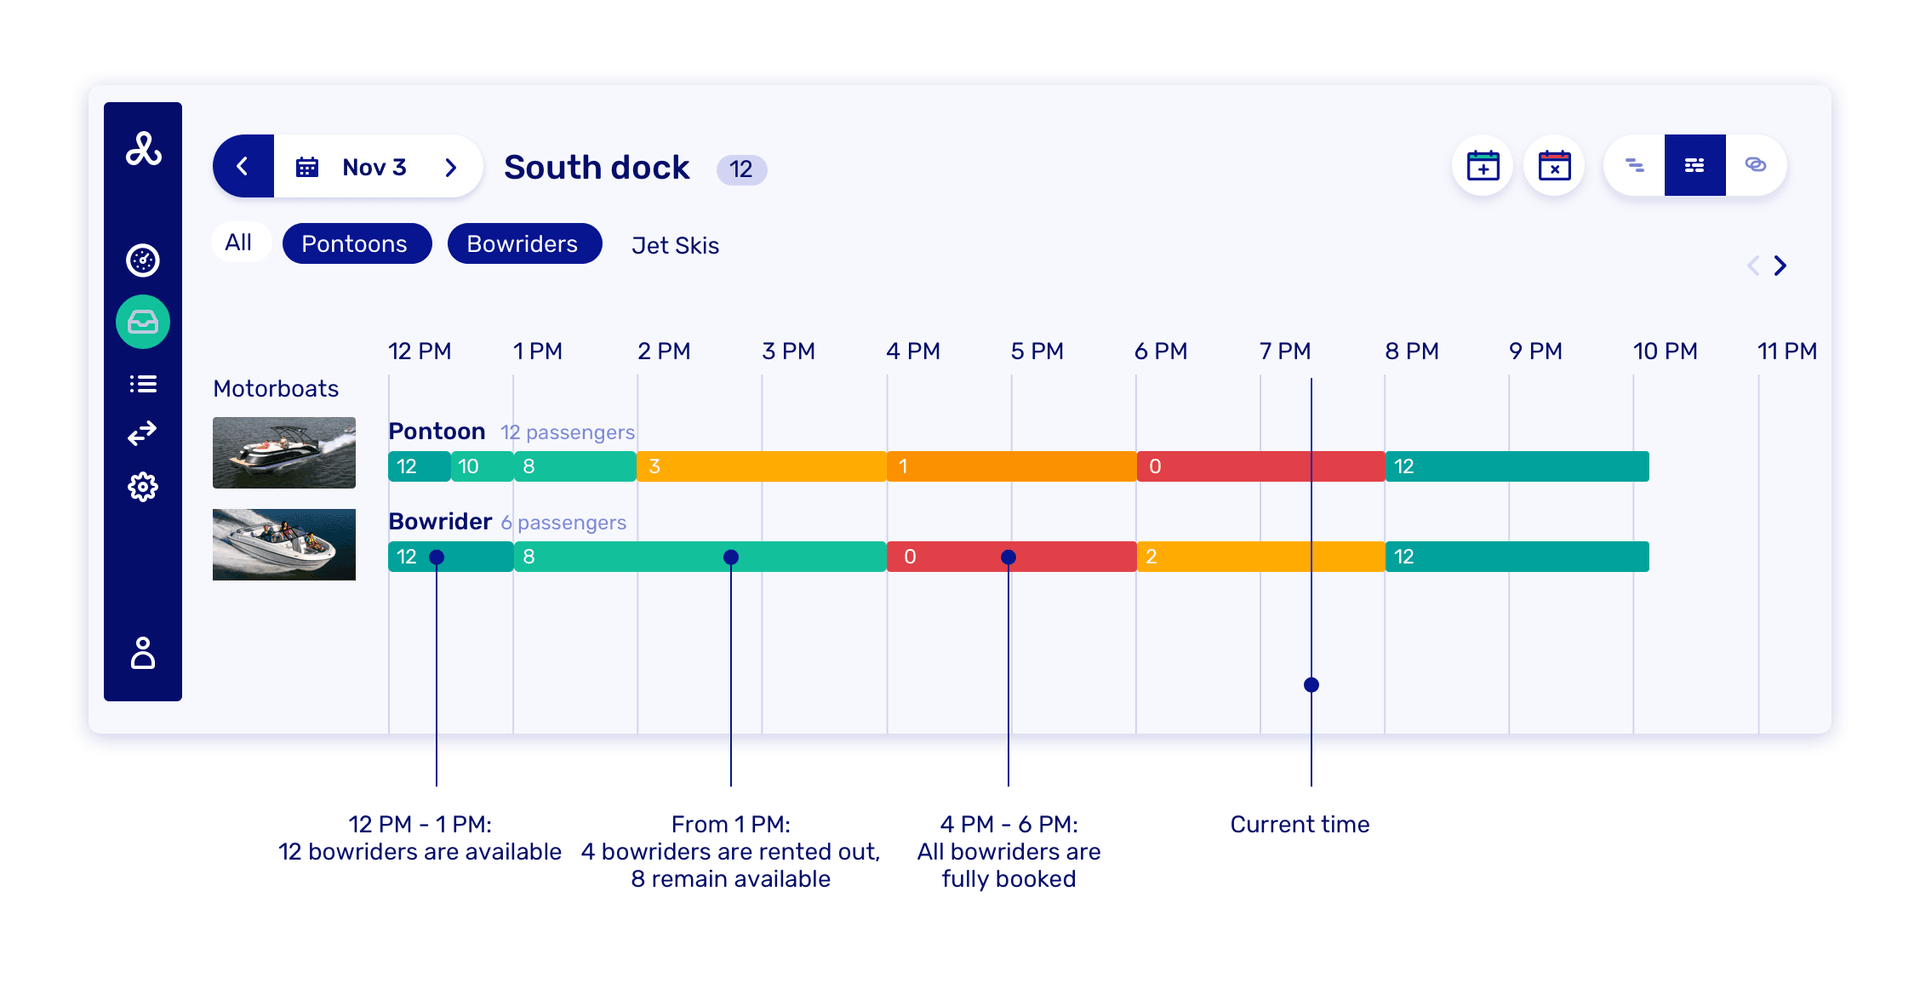 Nov 3
South dock
12
All
Pontoons
Bowriders
Jet Skis
12 PM 1 PM 2 PM 3 PM 4 PM 5 PM 6 PM 7 PM 8 PM 9 PM 10 PM 11 PM
Motorboats
Pontoon 12 passengers
12 10 8 3 1 0 12
Bowrider 6 passengers
12 8 0 2 12
12 PM - 1 PM:
12 bowriders are available
From 1 PM:
4 bowriders are rented out,
8 remain available
4 PM - 6 PM:
All bowriders are
fully booked
Current time